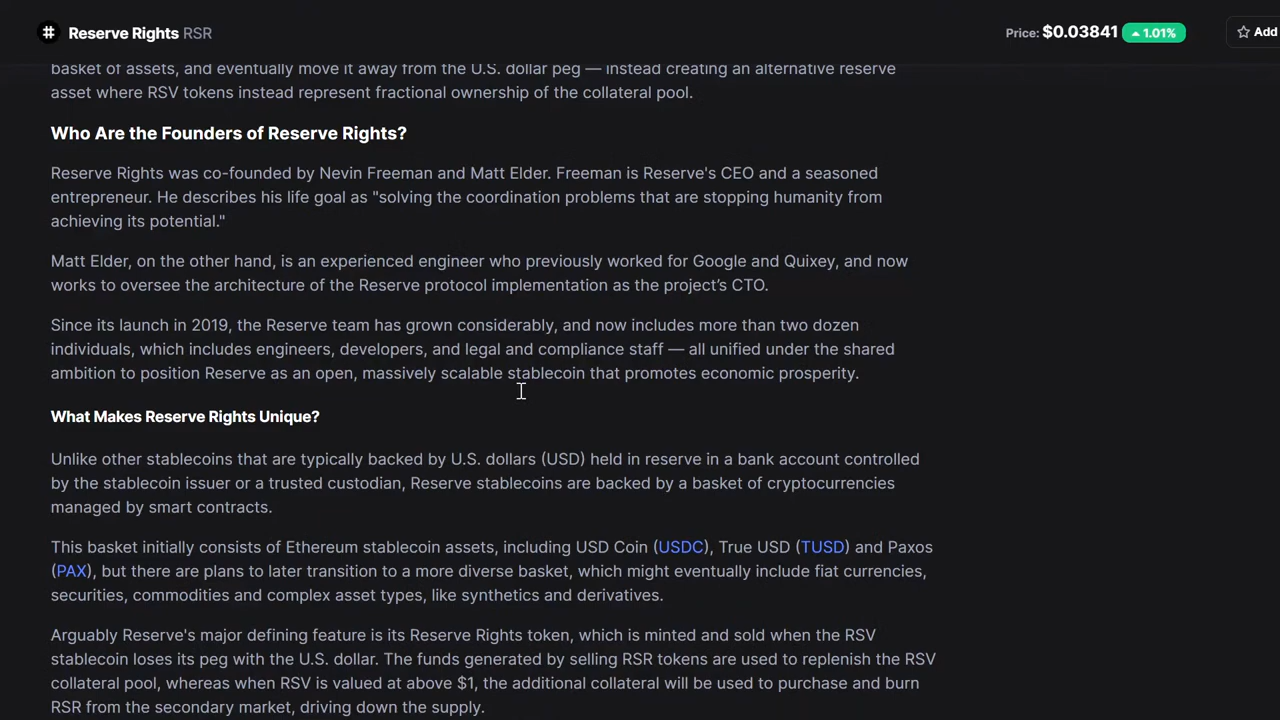 Reserve Rights RSR
Price: $0.03841 1.01%
Add
basket of assets, and eventually move it away from the U.S. dollar peg — instead creating an alternative reserve
asset where RSV tokens instead represent fractional ownership of the collateral pool.
Who Are the Founders of Reserve Rights?
Reserve Rights was co-founded by Nevin Freeman and Matt Elder. Freeman is Reserve's CEO and a seasoned
entrepreneur. He describes his life goal as "solving the coordination problems that are stopping humanity from
achieving its potential."
Matt Elder, on the other hand, is an experienced engineer who previously worked for Google and Quixey, and now
works to oversee the architecture of the Reserve protocol implementation as the project’s CTO.
Since its launch in 2019, the Reserve team has grown considerably, and now includes more than two dozen
individuals, which includes engineers, developers, and legal and compliance staff — all unified under the shared
ambition to position Reserve as an open, massively scalable stablecoin that promotes economic prosperity.
What Makes Reserve Rights Unique?
Unlike other stablecoins that are typically backed by U.S. dollars (USD) held in reserve in a bank account controlled
by the stablecoin issuer or a trusted custodian, Reserve stablecoins are backed by a basket of cryptocurrencies
managed by smart contracts.
This basket initially consists of Ethereum stablecoin assets, including USD Coin (USDC), True USD (TUSD) and Paxos
(PAX), but there are plans to later transition to a more diverse basket, which might eventually include fiat currencies,
securities, commodities and complex asset types, like synthetics and derivatives.
Arguably Reserve's major defining feature is its Reserve Rights token, which is minted and sold when the RSV
stablecoin loses its peg with the U.S. dollar. The funds generated by selling RSR tokens are used to replenish the RSV
collateral pool, whereas when RSV is valued at above $1, the additional collateral will be used to purchase and burn
RSR from the secondary market, driving down the supply.